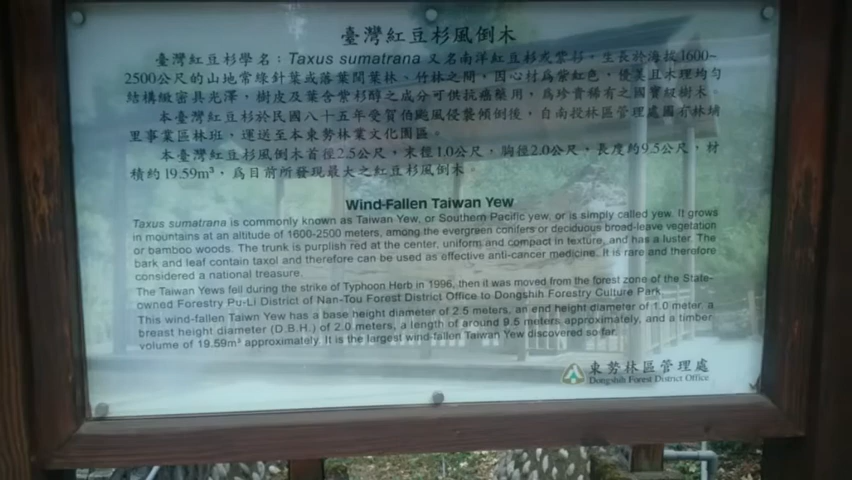 臺灣紅豆杉風倒木
臺灣紅豆杉學名：Taxus sumatrana 又名南洋紅豆杉或紫杉。生長於海拔1600~
2500公尺的山地常綠針葉或落葉闊葉林、竹林之間，因心材為紫紅色，優美且木理均勻
結構緻密具光澤，樹皮及葉含紫杉醇之成分可供抗癌藥用，為珍貴稀有之國寶級樹木。
本臺灣紅豆杉於民國八十五年受賀伯颱風侵襲傾倒後，自南投林區管理處國有林埔
里事業區林班，運送至本東勢林業文化園區。
本臺灣紅豆杉風倒木首徑2.5公尺，末徑1.0公尺，胸徑2.0公尺，長度約9.5公尺，材
積約19.59m³，為目前所發現最大之紅豆杉風倒木。
Wind-Fallen Taiwan Yew
Taxus sumatrana is commonly known as Taiwan Yew, or Southern Pacific yew, or is simply called yew. It grows
in mountains at an altitude of 1600-2500 meters, among the evergreen conifers or deciduous broad-leave vegetation
or bamboo woods. The trunk is purplish red at the center, uniform and compact in texture, and has a luster. The
bark and leaf contain taxol and therefore can be used as effective anti-cancer medicine. It is rare and therefore
considered a national treasure.
The Taiwan Yews fell during the strike of Typhoon Herb in 1996, then it was moved from the forest zone of the State-
owned Forestry Pu-Li District of Nan-Tou Forest District Office to Dongshih Forestry Culture Park.
This wind-fallen Taiwn Yew has a base height diameter of 2.5 meters, an end height diameter of 1.0 meter, a
breast height diameter (D.B.H.) of 2.0 meters, a length of around 9.5 meters approximately, and a timber
volume of 19.59m³ approximately. It is the largest wind-fallen Taiwan Yew discovered so far.
東勢林區管理處
Dongshih Forest District Office